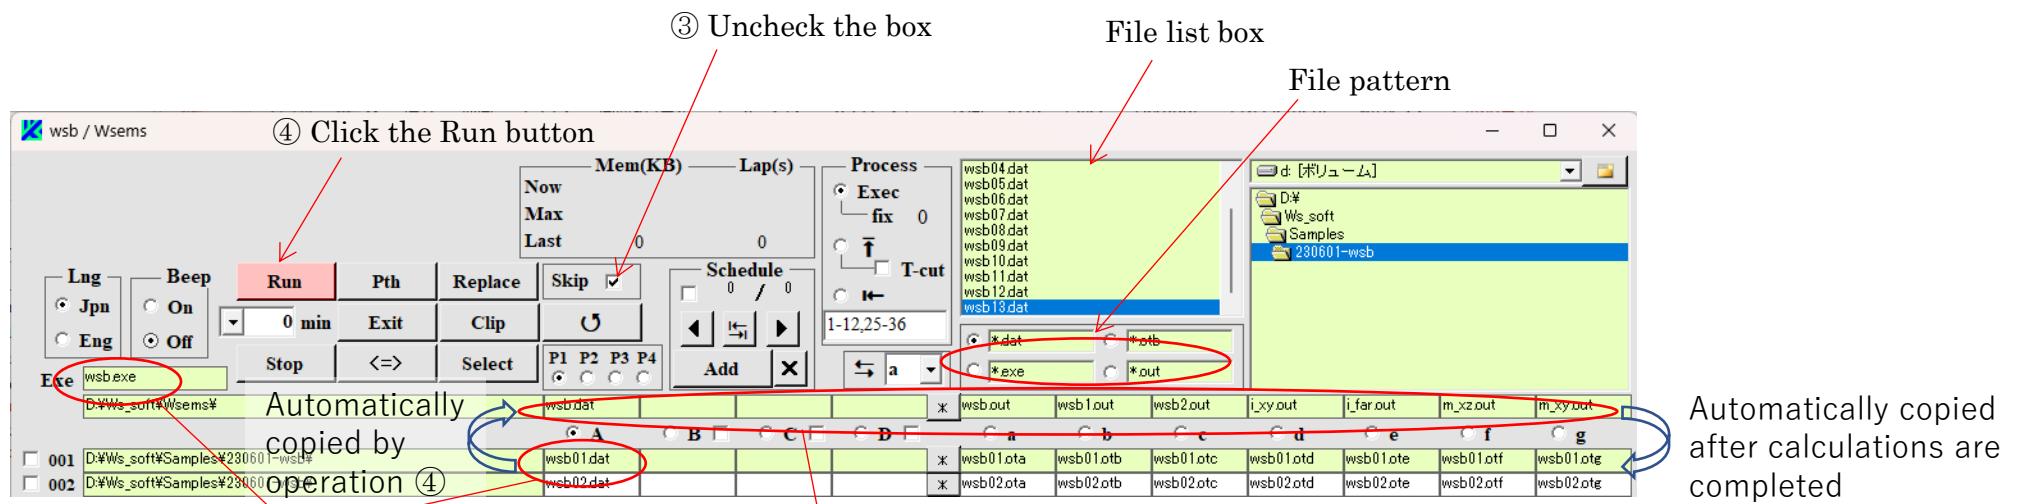 ③ Uncheck the box
File list box
File pattern
wsb / Wsems
④ Click the Run button
Mem(KB) Lap(s)
Now
Max
Last 0 0
Process
Exec
fix 0
T-cut
1-12,25-36
a
wsb04.dat
wsb05.dat
wsb06.dat
wsb07.dat
wsb08.dat
wsb09.dat
wsb10.dat
wsb11.dat
wsb12.dat
wsb13.dat
*.dat *.otb
*.exe *.out
d: [ボリューム]
D:¥
Ws_soft
Samples
230601-wsb
Lng
Jpn
Eng
Beep
On
Off
Run Pth Replace
0 min Exit Clip
Stop <=> Select
Skip
P1 P2 P3 P4
Schedule
0 / 0
Add
Exe wsb.exe
D:¥Ws_soft¥Wsems¥ wsb.dat * wsb.out wsb1.out wsb2.out i_xy.out i_far.out m_xz.out m_xy.out
A B C D a b c d e f g
001 D:¥Ws_soft¥Samples¥230601-wsb¥ wsb01.dat * wsb01.ota wsb01.otb wsb01.otc wsb01.otd wsb01.ote wsb01.otf wsb01.otg
002 D:¥Ws_soft¥Samples¥230601-wsb¥ wsb02.dat * wsb02.ota wsb02.otb wsb02.otc wsb02.otd wsb02.ote wsb02.otf wsb02.otg
Automatically
copied by
operation ④
Automatically copied
after calculations are
completed